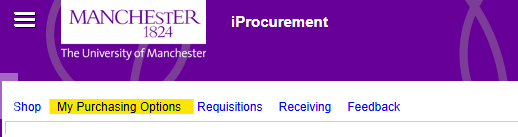 MANCHESTER
1824
The University of Manchester
iProcurement
Shop My Purchasing Options Requisitions Receiving Feedback